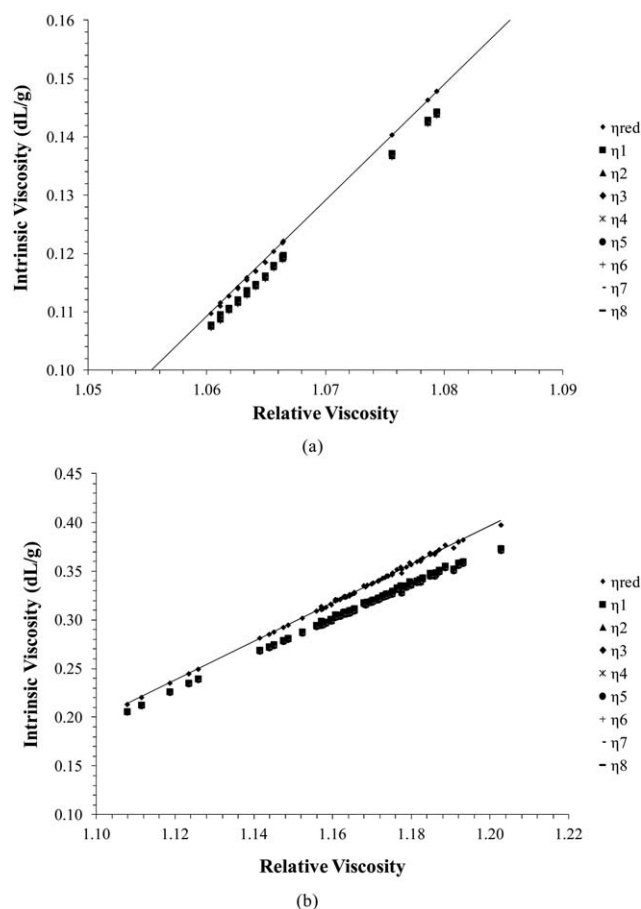 0.16
0.15
0.14
0.13
0.12
0.11
0.10
Intrinsic Viscosity (dL/g)
1.05 1.06 1.07 1.08 1.09
Relative Viscosity
ηred
η1
η2
η3
η4
η5
η6
η7
η8
(a)
0.45
0.40
0.35
0.30
0.25
0.20
0.15
0.10
Intrinsic Viscosity (dL/g)
1.10 1.12 1.14 1.16 1.18 1.20 1.22
Relative Viscosity
ηred
η1
η2
η3
η4
η5
η6
η7
η8
(b)